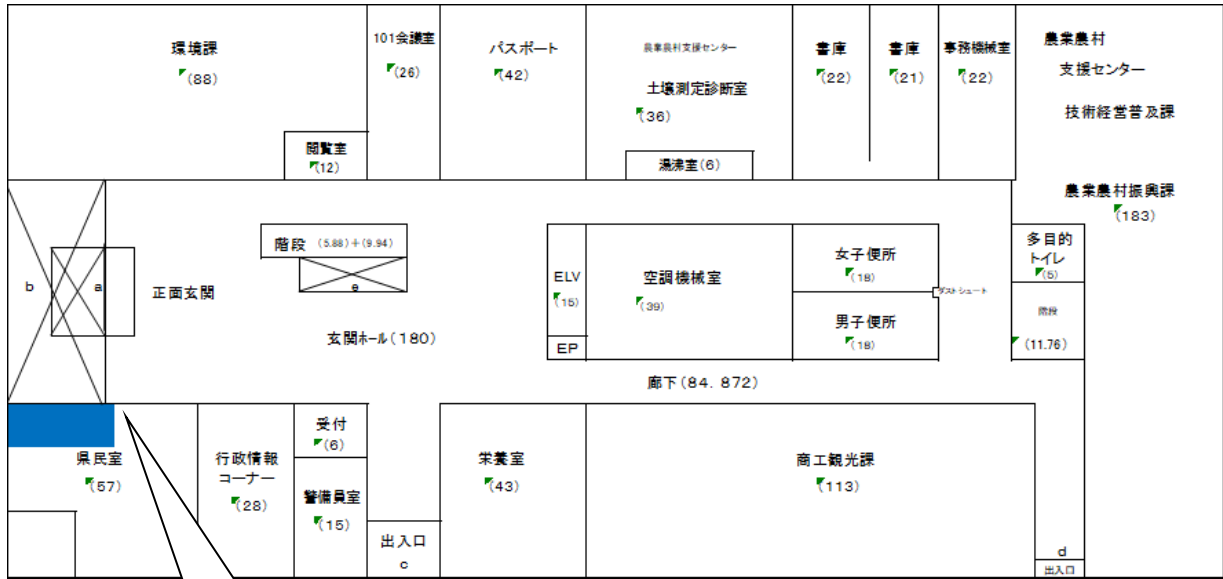 環境課
(88)
閲覧室
(12)
101会議室
(26)
パスポート
(42)
農業農村支援センター
土壌測定診断室
(36)
湯沸室(6)
書庫
(22)
書庫
(21)
事務機械室
(22)
農業農村
支援センター
技術経営普及課
農業農村振興課
(183)
b
a
正面玄関
階段 (5.88)+(9.94)
e
玄関ホール(180)
ELV
(15)
EP
空調機械室
(39)
女子便所
(18)
男子便所
(18)
ダストシュート
多目的
トイレ
(5)
階段
(11.76)
廊下(84.872)
県民室
(57)
行政情報
コーナー
(28)
受付
(6)
警備員室
(15)
出入口
c
栄養室
(43)
商工観光課
(113)
d
出入口